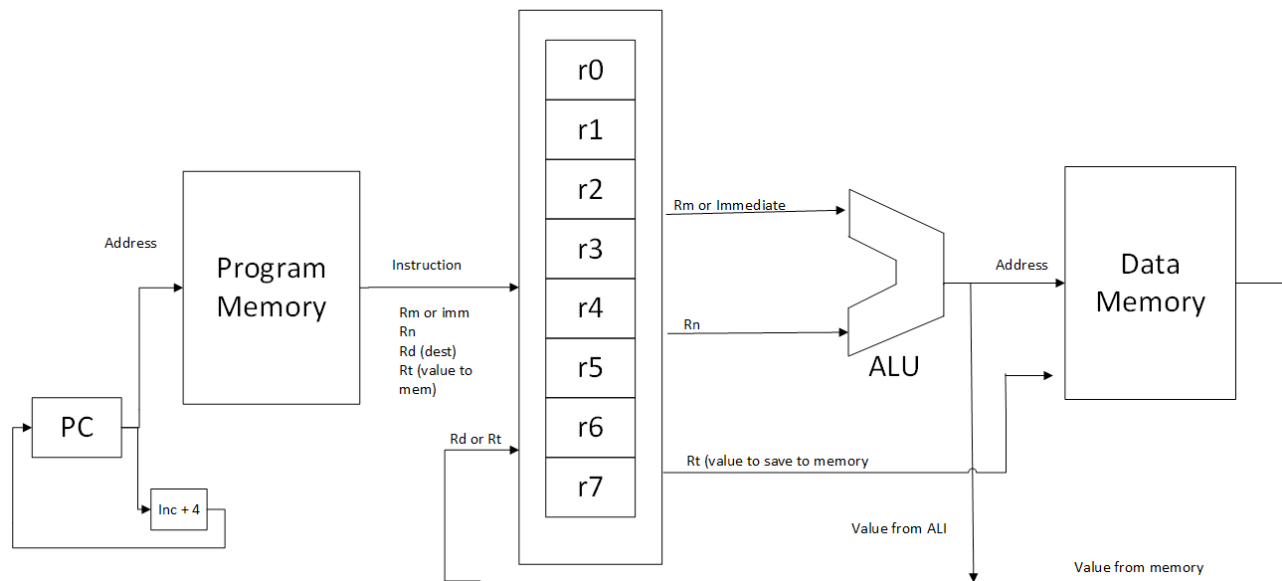 Address
Program
Memory
PC
Inc + 4
Instruction
Rm or imm
Rn
Rd (dest)
Rt (value to
mem)
Rd or Rt
r0
r1
r2
r3
r4
r5
r6
r7
Rm or Immediate
Rn
ALU
Rt (value to save to memory
Address
Data
Memory
Value from ALI
Value from memory